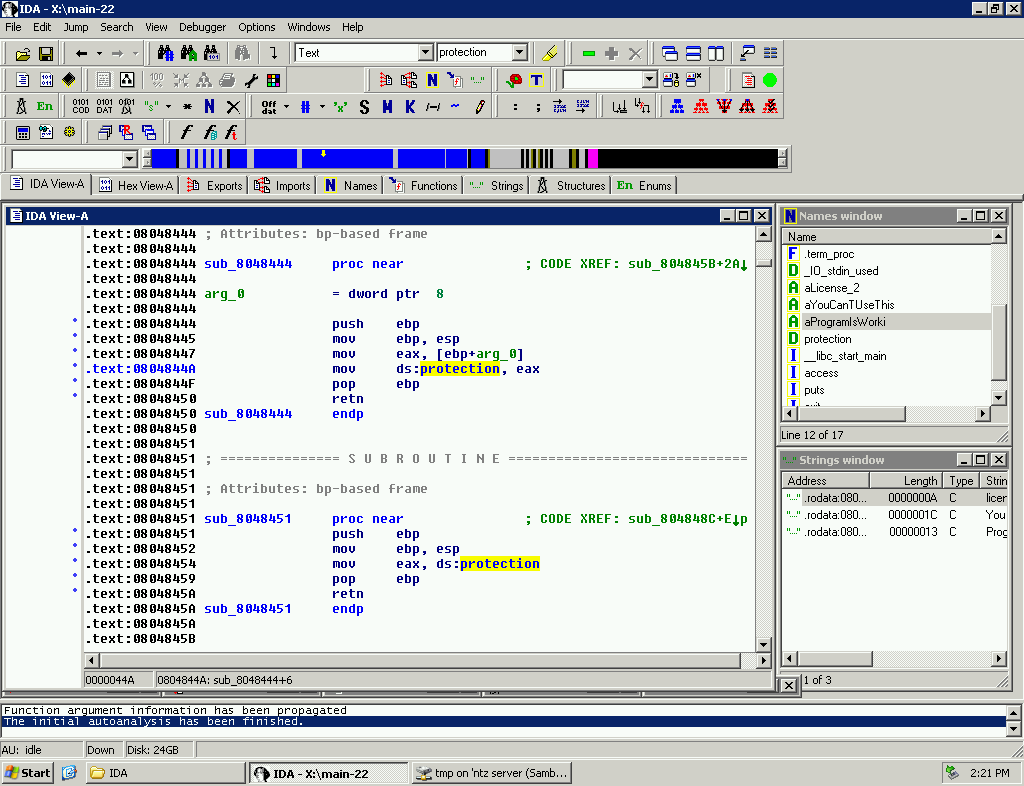 IDA - X:\main-22
File Edit Jump Search View Debugger Options Windows Help
Text protection
En 0101 COD 0101 DAT "s" * N Off dat # 'x' S M K : ;
IDA View-A Hex View-A Exports Imports N Names Functions Strings Structures En Enums
IDA View-A
.text:08048444 ; Attributes: bp-based frame
.text:08048444
.text:08048444 sub_8048444 proc near ; CODE XREF: sub_804845B+2A↓
.text:08048444
.text:08048444 arg_0 = dword ptr 8
.text:08048444
.text:08048444 push ebp
.text:08048445 mov ebp, esp
.text:08048447 mov eax, [ebp+arg_0]
.text:0804844A mov ds:protection, eax
.text:0804844F pop ebp
.text:08048450 retn
.text:08048450 sub_8048444 endp
.text:08048450
.text:08048451
.text:08048451 ; =============== S U B R O U T I N E ==============================
.text:08048451
.text:08048451 ; Attributes: bp-based frame
.text:08048451
.text:08048451 sub_8048451 proc near ; CODE XREF: sub_804848C+E↓p
.text:08048451 push ebp
.text:08048452 mov ebp, esp
.text:08048454 mov eax, ds:protection
.text:08048459 pop ebp
.text:0804845A retn
.text:0804845A sub_8048451 endp
.text:0804845A
.text:0804845B
0000044A 0804844A: sub_8048444+6
N Names window
Name
F .term_proc
D _IO_stdin_used
A aLicense_2
A aYouCanTUseThis
A aProgramIsWorki
D protection
I __libc_start_main
I access
I puts
Line 12 of 17
Strings window
Address Length Type Strin
"..." .rodata:080... 0000000A C licen
"..." .rodata:080... 0000001C C You
"..." .rodata:080... 00000013 C Prog
1 of 3
Function argument information has been propagated
The initial autoanalysis has been finished.
AU: idle Down Disk: 24GB
Start IDA IDA - X:\main-22 tmp on 'ntz server (Samb... 2:21 PM